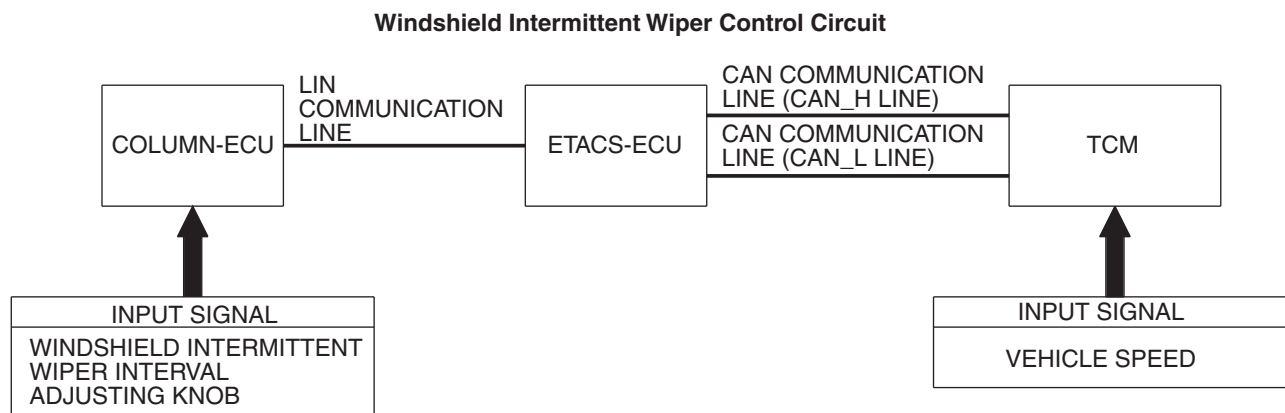 Windshield Intermittent Wiper Control Circuit
COLUMN-ECU
LIN
COMMUNICATION
LINE
ETACS-ECU
CAN COMMUNICATION
LINE (CAN_H LINE)
CAN COMMUNICATION
LINE (CAN_L LINE)
TCM
INPUT SIGNAL
WINDSHIELD INTERMITTENT
WIPER INTERVAL
ADJUSTING KNOB
INPUT SIGNAL
VEHICLE SPEED